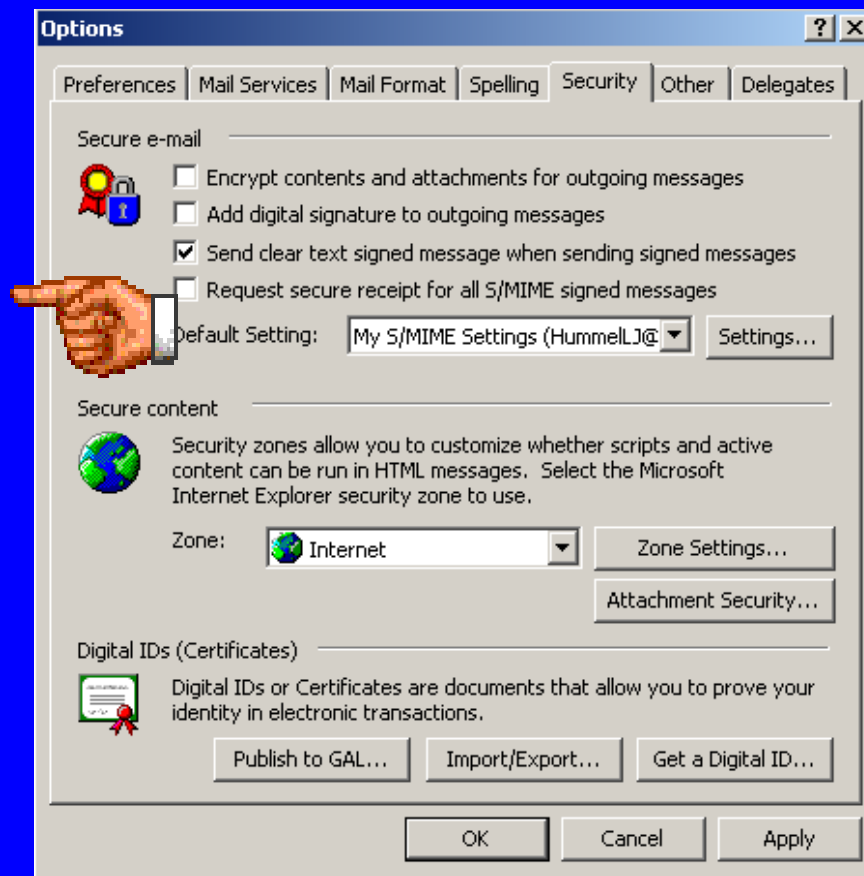 Options
Preferences Mail Services Mail Format Spelling Security Other Delegates
Secure e-mail
Encrypt contents and attachments for outgoing messages
Add digital signature to outgoing messages
Send clear text signed message when sending signed messages
Request secure receipt for all S/MIME signed messages
Default Setting: My S/MIME Settings (HummelLJ@ Settings...
Secure content
Security zones allow you to customize whether scripts and active
content can be run in HTML messages. Select the Microsoft
Internet Explorer security zone to use.
Zone: Internet Zone Settings...
Attachment Security...
Digital IDs (Certificates)
Digital IDs or Certificates are documents that allow you to prove your
identity in electronic transactions.
Publish to GAL... Import/Export... Get a Digital ID...
OK Cancel Apply